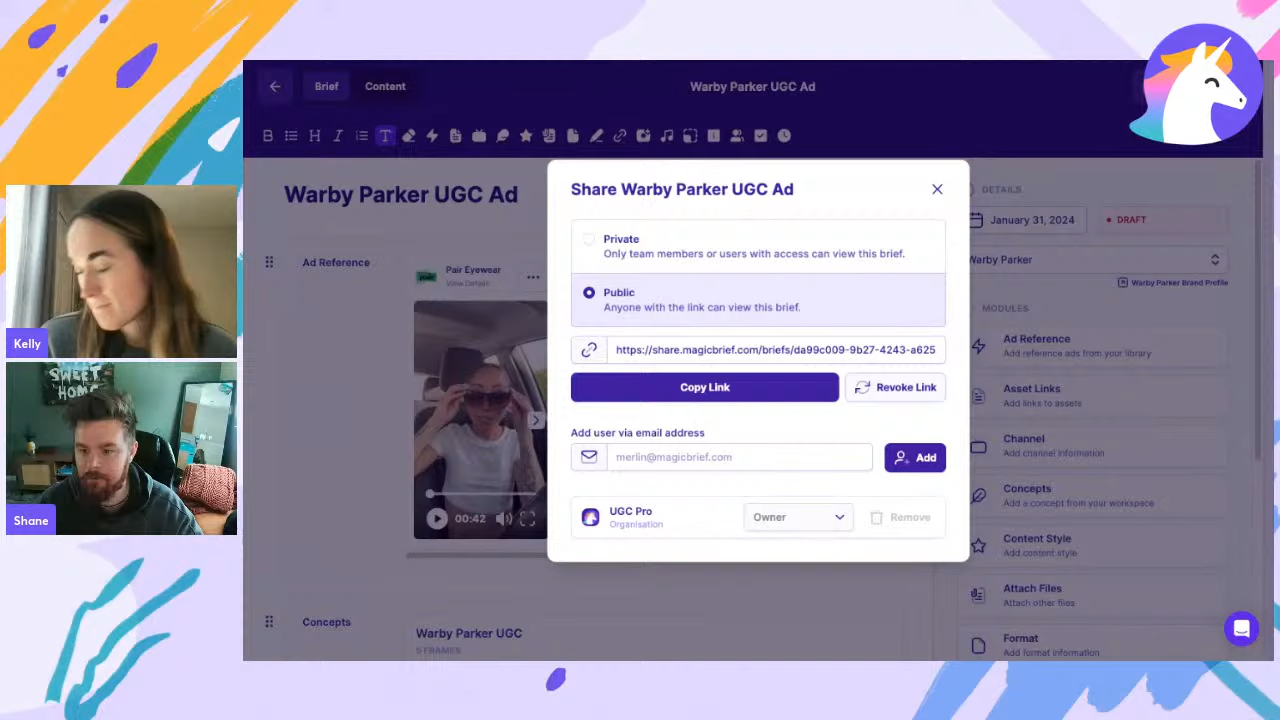 Brief
Content
Warby Parker UGC Ad
B
H
I
T
Warby Parker UGC Ad
Ad Reference
Pair Eyewear
View Details
00:42
Concepts
Warby Parker UGC
5 FRAMES
Share Warby Parker UGC Ad
Private
Only team members or users with access can view this brief.
Public
Anyone with the link can view this brief.
https://share.magicbrief.com/briefs/da99c009-9b27-4243-a625
Copy Link
Revoke Link
Add user via email address
merlin@magicbrief.com
Add
UGC Pro
Organisation
Owner
Remove
DETAILS
January 31, 2024
DRAFT
Warby Parker
Warby Parker Brand Profile
MODULES
Ad Reference
Add reference ads from your library
Asset Links
Add links to assets
Channel
Add channel information
Concepts
Add a concept from your workspace
Content Style
Add content style
Attach Files
Attach other files
Format
Add format information
Kelly
SWEET
HOME
Shane